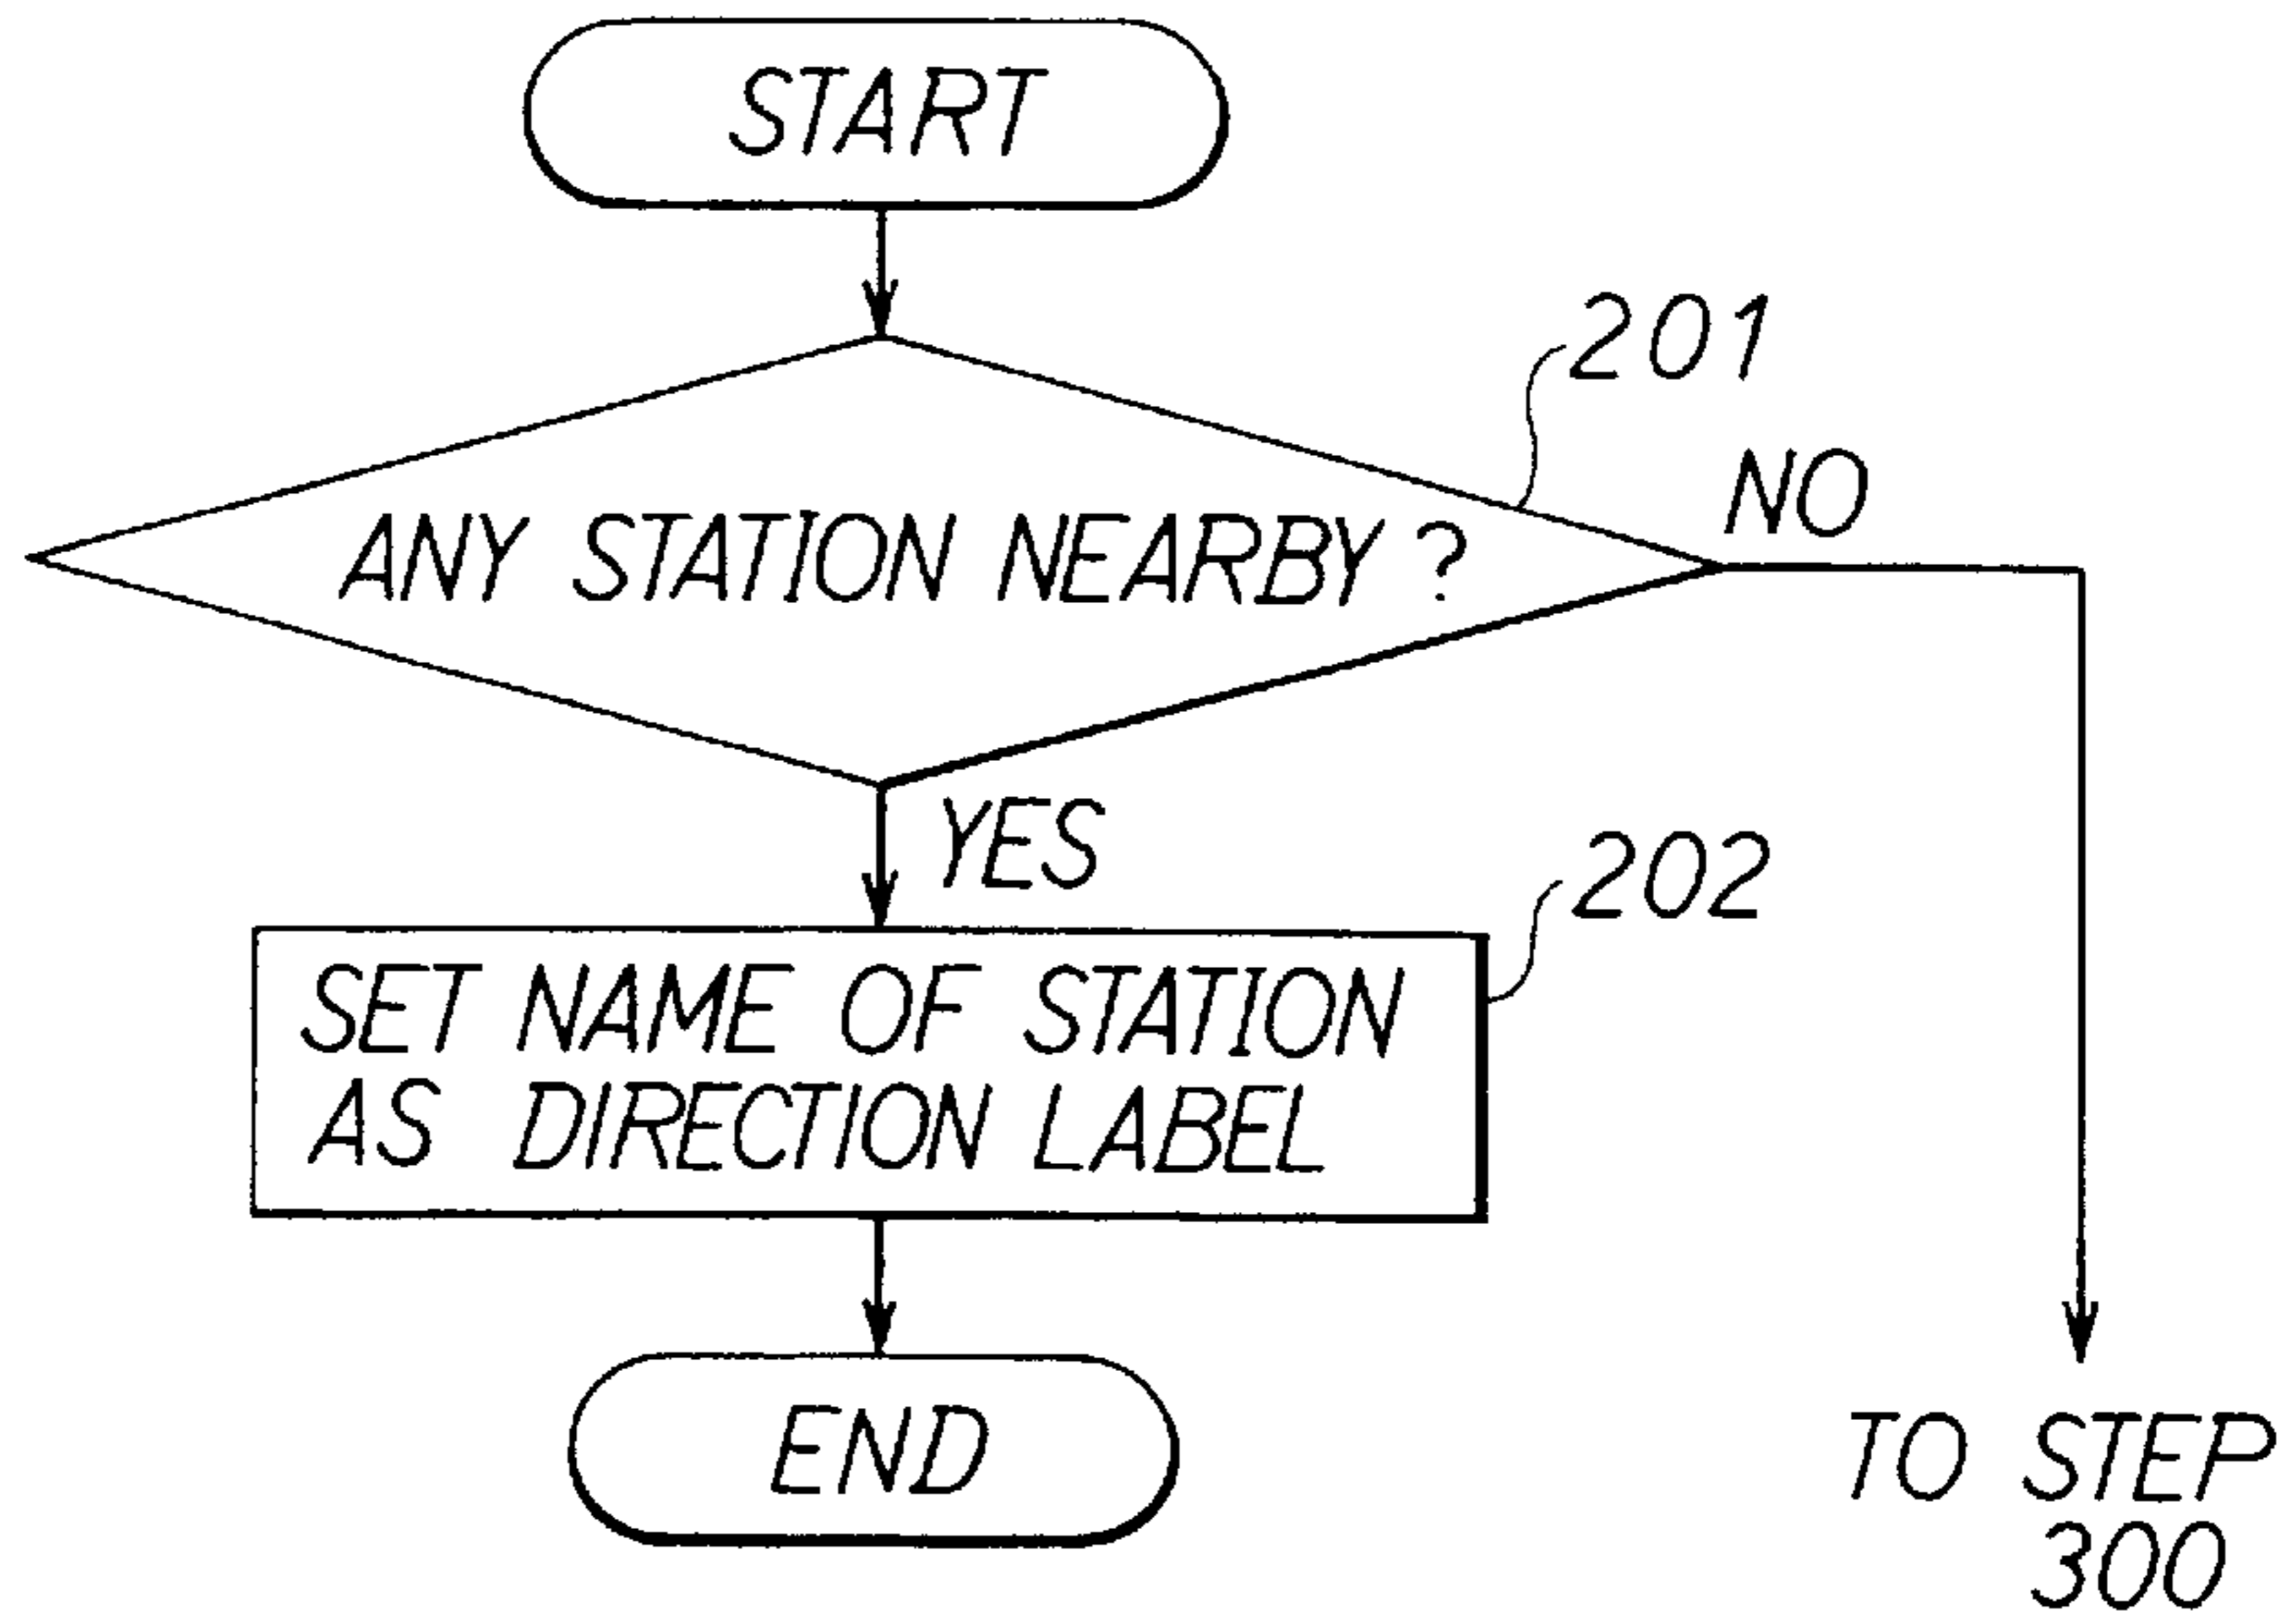 START
201
NO
ANY STATION NEARBY ?
YES
202
SET NAME OF STATION
AS DIRECTION LABEL
END
TO STEP
300